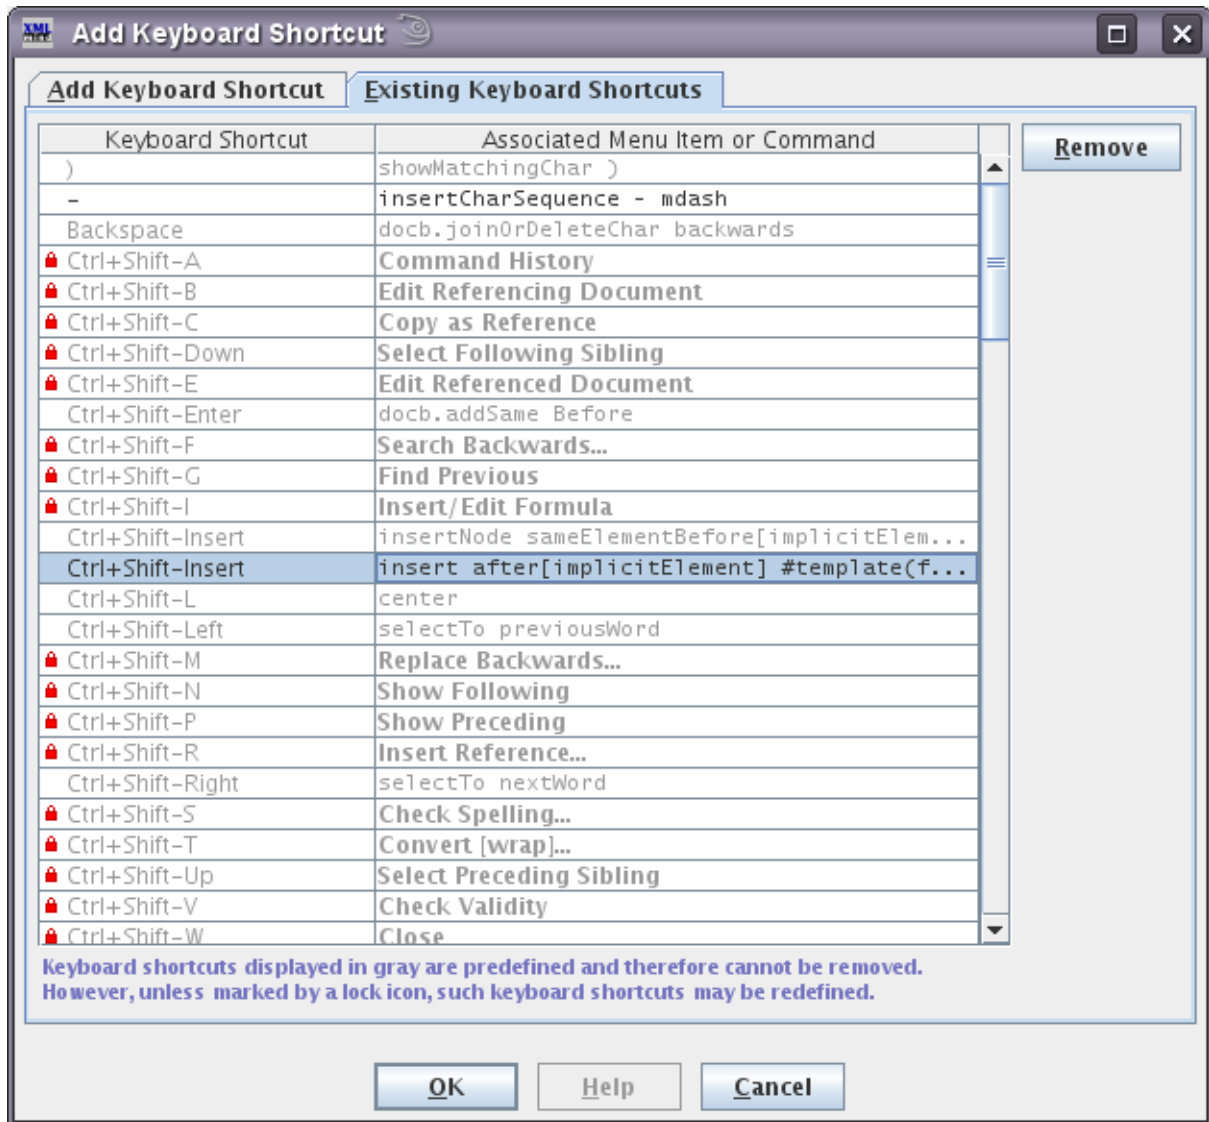 XML
Add Keyboard Shortcut
Add Keyboard Shortcut Existing Keyboard Shortcuts
Keyboard Shortcut Associated Menu Item or Command
Remove
) showMatchingChar )
– insertCharSequence - mdash
Backspace docb.joinOrDeleteChar backwards
Ctrl+Shift–A Command History
Ctrl+Shift–B Edit Referencing Document
Ctrl+Shift–C Copy as Reference
Ctrl+Shift–Down Select Following Sibling
Ctrl+Shift–E Edit Referenced Document
Ctrl+Shift–Enter docb.addSame Before
Ctrl+Shift–F Search Backwards...
Ctrl+Shift–G Find Previous
Ctrl+Shift–I Insert/Edit Formula
Ctrl+Shift–Insert insertNode sameElementBefore[implicitElem...
Ctrl+Shift–Insert insert after[implicitElement] #template(f...
Ctrl+Shift–L center
Ctrl+Shift–Left selectTo previousWord
Ctrl+Shift–M Replace Backwards...
Ctrl+Shift–N Show Following
Ctrl+Shift–P Show Preceding
Ctrl+Shift–R Insert Reference...
Ctrl+Shift–Right selectTo nextWord
Ctrl+Shift–S Check Spelling...
Ctrl+Shift–T Convert [wrap]...
Ctrl+Shift–Up Select Preceding Sibling
Ctrl+Shift–V Check Validity
Ctrl+Shift–W Close
Keyboard shortcuts displayed in gray are predefined and therefore cannot be removed.
However, unless marked by a lock icon, such keyboard shortcuts may be redefined.
OK Help Cancel